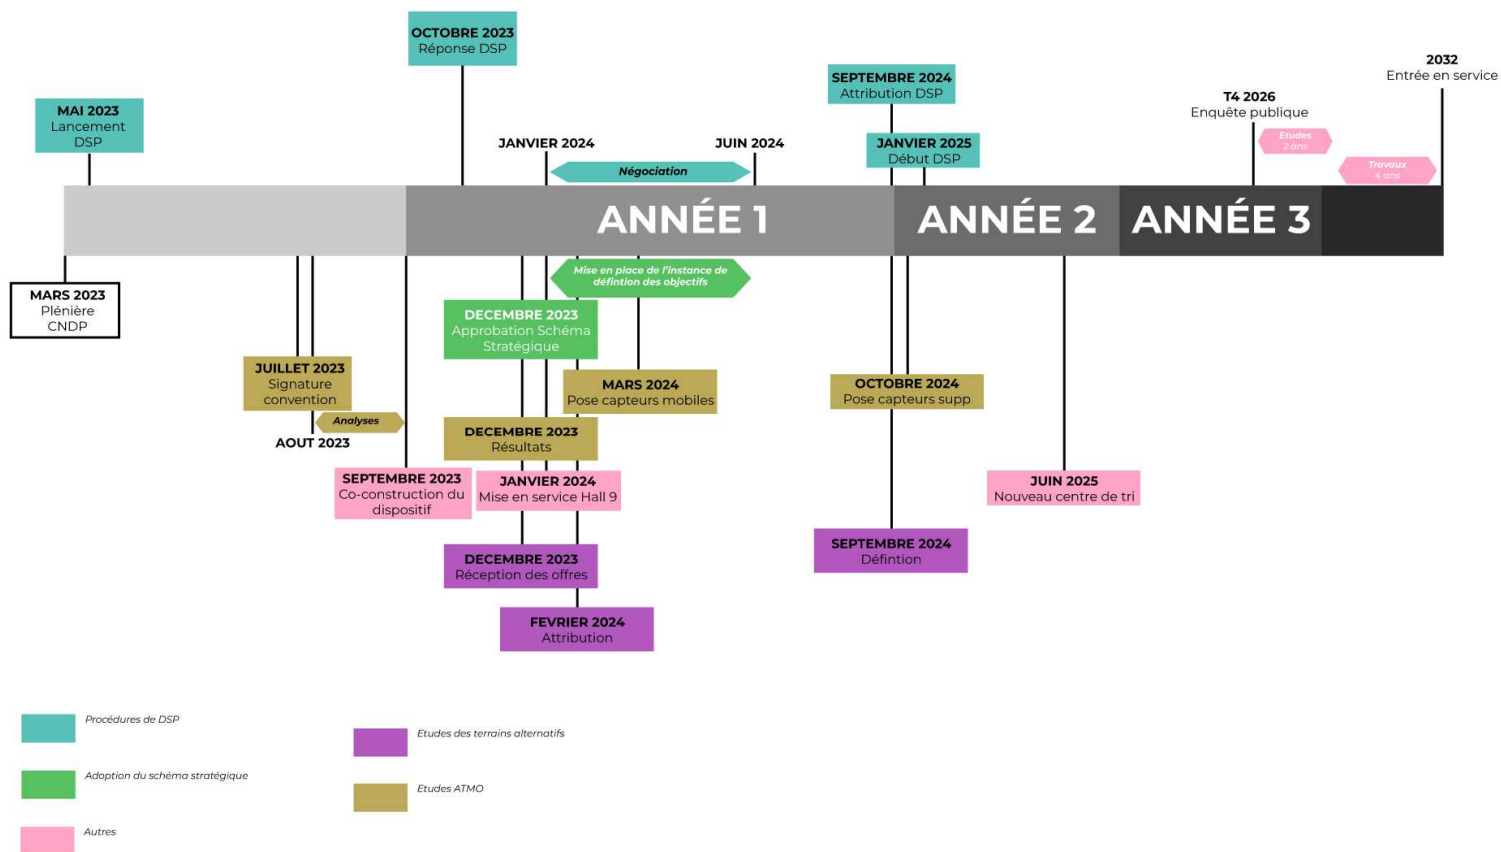 OCTOBRE 2023
Réponse DSP
2032
Entrée en service
SEPTEMBRE 2024
Attribution DSP
T4 2026
Enquête publique
MAI 2023
Lancement
DSP
Etudes
2 ans
JANVIER 2024
JUIN 2024
JANVIER 2025
Début DSP
Négociation
Travaux
4 ans
ANNÉE 1
ANNÉE 2
ANNÉE 3
Mise en place de l'instance de
défintion des objectifs
MARS 2023
Plénière
CNDP
DECEMBRE 2023
Approbation Schéma
Stratégique
JUILLET 2023
Signature
convention
MARS 2024
Pose capteurs mobiles
OCTOBRE 2024
Pose capteurs supp
Analyses
AOUT 2023
DECEMBRE 2023
Résultats
SEPTEMBRE 2023
Co-construction du
dispositif
JANVIER 2024
Mise en service Hall 9
JUIN 2025
Nouveau centre de tri
DECEMBRE 2023
Réception des offres
SEPTEMBRE 2024
Défintion
FEVRIER 2024
Attribution
Procédures de DSP
Etudes des terrains alternatifs
Adoption du schéma stratégique
Etudes ATMO
Autres